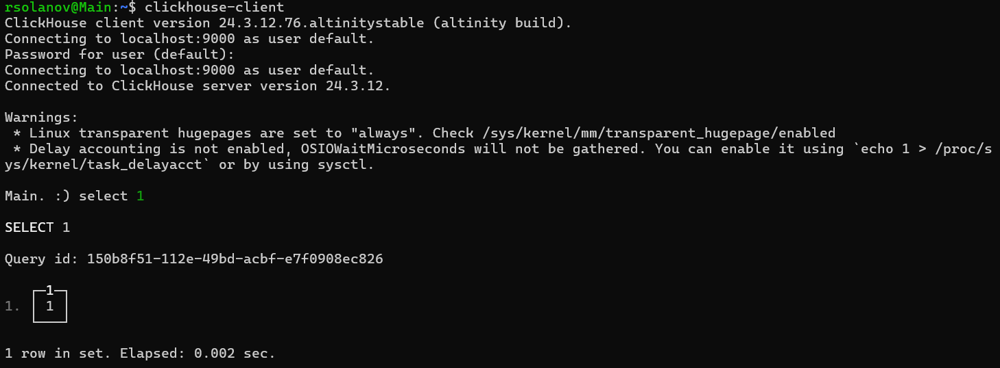 rsolanov@Main:~$ clickhouse-client
ClickHouse client version 24.3.12.76.altinitystable (altinity build).
Connecting to localhost:9000 as user default.
Password for user (default):
Connecting to localhost:9000 as user default.
Connected to ClickHouse server version 24.3.12.
Warnings:
 * Linux transparent hugepages are set to "always". Check /sys/kernel/mm/transparent_hugepage/enabled
 * Delay accounting is not enabled, OSIOWaitMicroseconds will not be gathered. You can enable it using `echo 1 > /proc/s
ys/kernel/task_delayacct` or by using sysctl.
Main. :) select 1
SELECT 1
Query id: 150b8f51-112e-49bd-acbf-e7f0908ec826
1
1. 1
1 row in set. Elapsed: 0.002 sec.